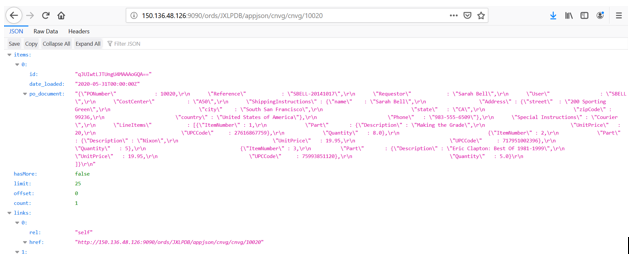 150.136.48.126:9090/ords/JXLPDB/appjson/cnvg/cnvg/10020
JSON Raw Data Headers
Save Copy Collapse All Expand All Filter JSON
items:
0:
id:
date_loaded: "2020-05-31T00:00:00Z"
po_document: "{\"PONumber\" : 10020,\r\n \"Reference\" : \"SBELL-20141017\",\r\n \"Requestor\" : \"Sarah Bell\",\r\n \"User\" : \"SBELL
\",\r\n \"CostCenter\" : \"A50\",\r\n \"ShippingInstructions\" : {\"name\" : \"Sarah Bell\",\r\n \"Address\" : {\"street\" : \"200 Sporting
Green\",\r\n \"city\" : \"South San Francisco\",\r\n \"state\" : \"CA\",\r\n \"zipCode\" :
99236,\r\n \"country\" : \"United States of America\"},\r\n \"Phone\" : \"983-555-6509\"},\r\n \"Special Instructions\" : \"Courier
\",\r\n \"LineItems\" : [{\"ItemNumber\" : 1,\r\n \"Part\" : {\"Description\" : \"Making the Grade\",\r\n \"UnitPrice\" :
20,\r\n \"UPCCode\" : 27616867759},\r\n \"Quantity\" : 8.0},\r\n {\"ItemNumber\" : 2,\r\n \"Part\"
: {\"Description\" : \"Nixon\",\r\n \"UnitPrice\" : 19.95,\r\n \"UPCCode\" : 717951002396},\r\n
\"Quantity\" : 5},\r\n {\"ItemNumber\" : 3,\r\n \"Part\" : {\"Description\" : \"Eric Clapton: Best Of 1981-1999\",\r\n
\"UnitPrice\" : 19.95,\r\n \"UPCCode\" : 75993851120},\r\n \"Quantity\" : 5.0}\r\n
]}\r\n"
hasMore: false
limit: 25
offset: 0
count: 1
links:
0:
rel: "self"
href: "http://150.136.48.126:9090/ords/JXLPDB/appjson/cnvg/cnvg/10020"
1: